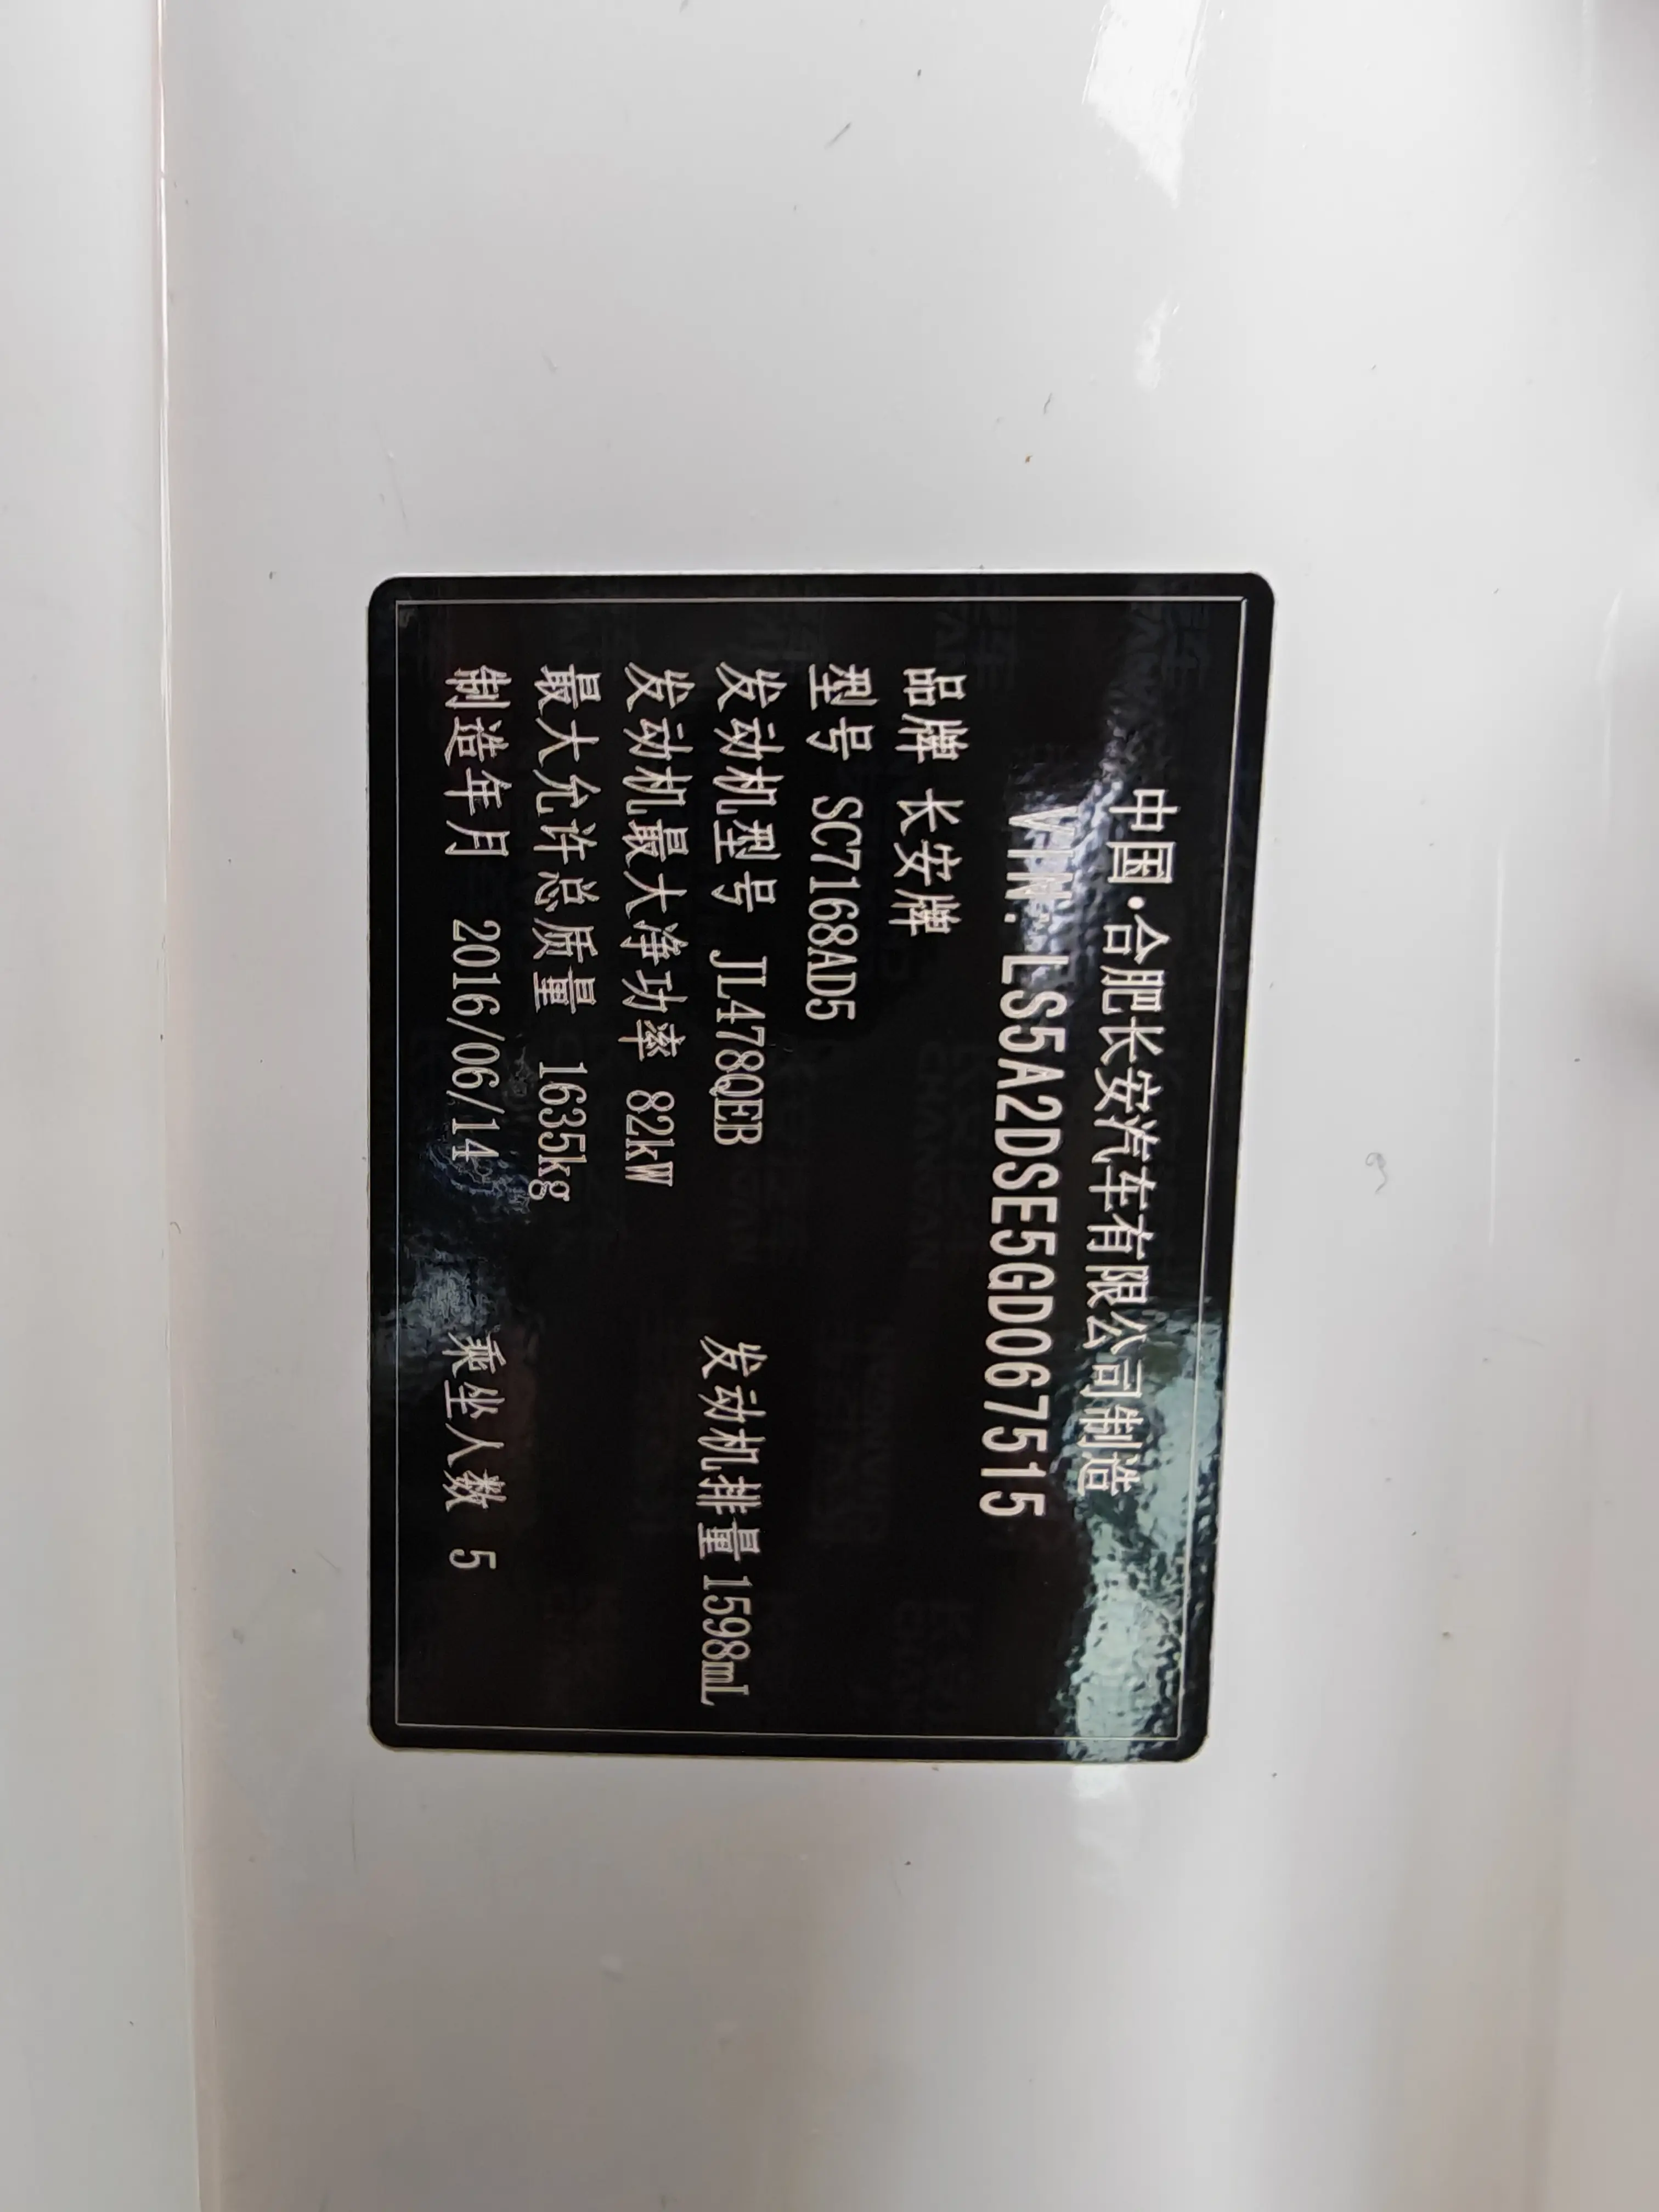 中国·合肥长安汽车有限公司制造
VIN: LS5A2DSE5GD067515
品牌 长安牌
型号 SC7168AD5
发动机型号 JL478QEB 发动机排量 1598mL
发动机最大净功率 82kW
最大允许总质量 1635kg
制造年月 2016/06/14 乘坐人数 5